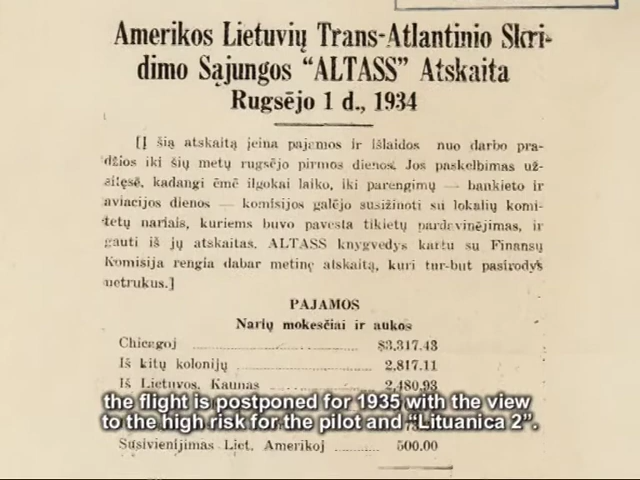 Amerikos Lietuvių Trans-Atlantinio Skri-
dimo Sąjungos "ALTASS" Atskaita
Rugsėjo 1 d., 1934
[Į šią atskaitą įeina pajamos ir išlaidos nuo darbo pra-
džios iki šių metų rugsėjo pirmos dienos. Jos paskelbimas už-
sitęsė, kadangi ėmė ilgokai laiko, iki parengimų — bankieto ir
aviacijos dienos — komisijos galėjo susižinoti su lokalių komi-
tetų nariais, kuriems buvo pavesta tikietų pardavinėjimas, ir
gauti iš jų atskaitas. ALTASS knygvedys kartu su Finansų
Komisija rengia dabar metinę atskaitą, kuri tur-but pasirodys
netrukus.]
PAJAMOS
Narių mokesčiai ir aukos
Chicagoj $3,317.43
Iš kitų kolonijų 2,817.11
Iš Lietuvos, Kaunas 2,480.93
the flight is postponed for 1935 with the view
to the high risk for the pilot and "Lituanica 2".
Susivienijimas Liet. Amerikoj 500.00